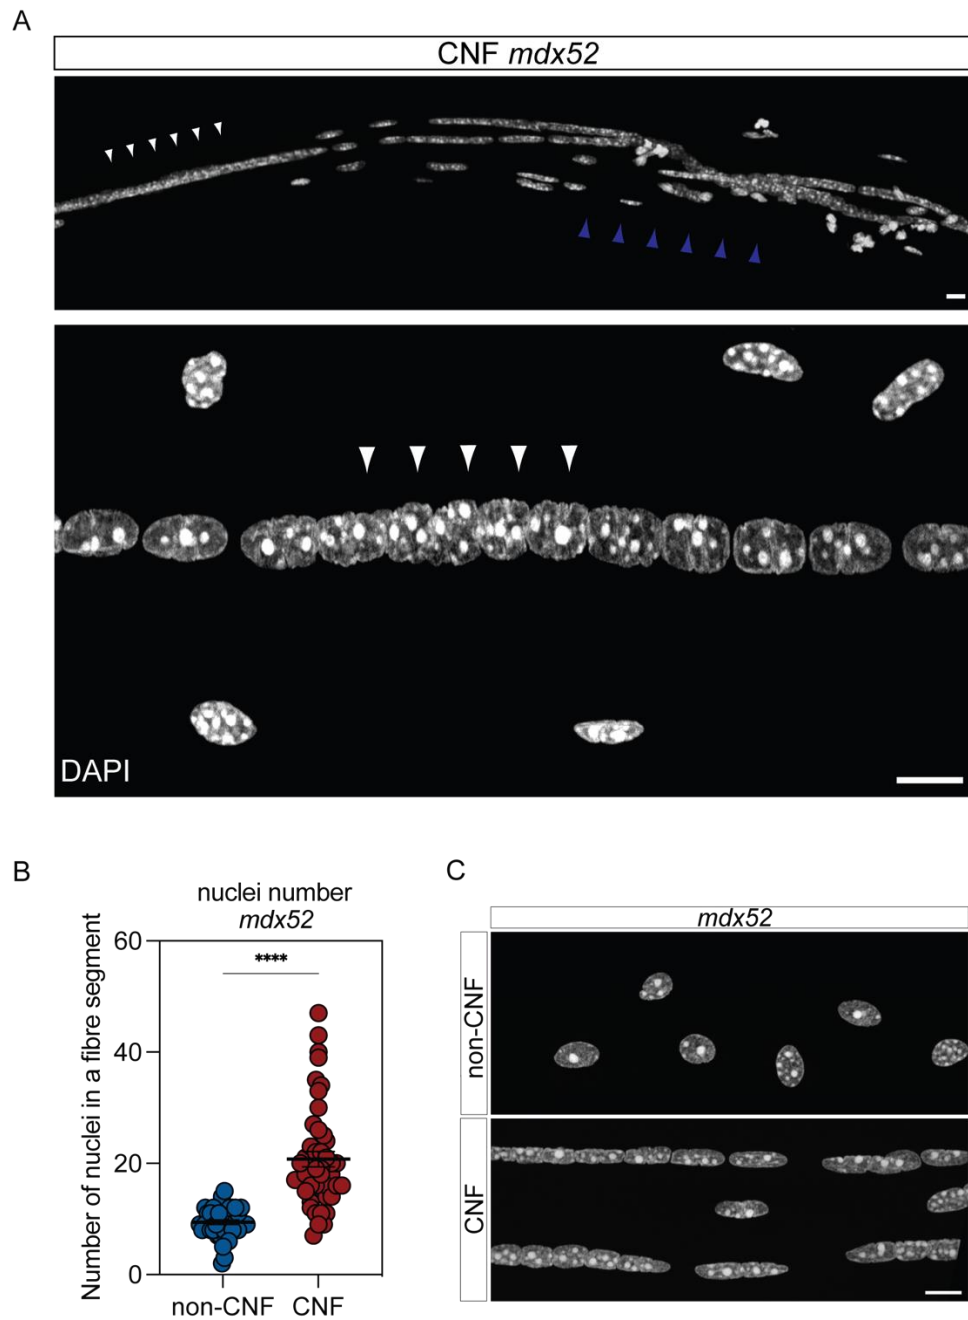 A
CNF mdx52
DAPI
B
nuclei number
mdx52
****
Number of nuclei in a fibre segment
60
40
20
0
non-CNF
CNF
C
mdx52
non-CNF
CNF